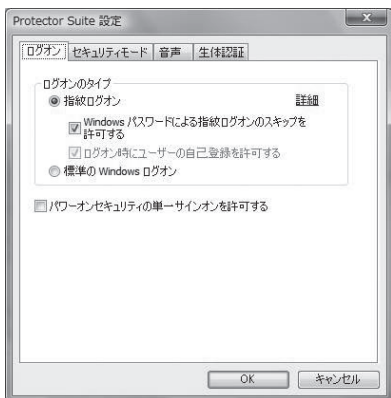 Protector Suite 設定
ログオン セキュリティモード 音声 生体認証
ログオンのタイプ
指紋ログオン 詳細
Windows パスワードによる指紋ログオンのスキップを
許可する
ログオン時にユーザーの自己登録を許可する
標準の Windows ログオン
パワーオンセキュリティの単一サインオンを許可する
OK キャンセル